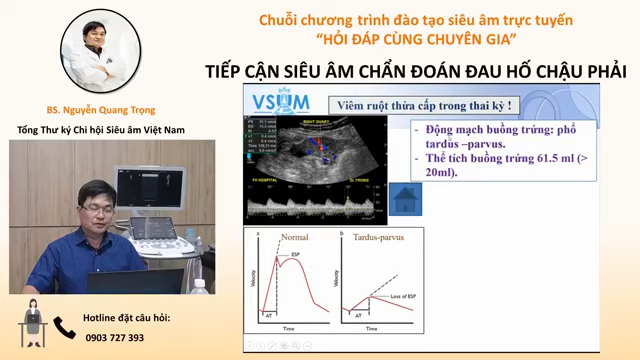 Chuỗi chương trình đào tạo siêu âm trực tuyến
“HỎI ĐÁP CÙNG CHUYÊN GIA”
TIẾP CẬN SIÊU ÂM CHẨN ĐOÁN ĐAU HỐ CHẬU PHẢI
BS. Nguyễn Quang Trọng
Tổng Thư ký Chi hội Siêu âm Việt Nam
VSUM
Viêm ruột thừa cấp trong thai kỳ !
RIGHT OVARY
FV HOSPITAL
Dr. TRONG
- Động mạch buồng trứng: phổ
tardus –parvus.
- Thể tích buồng trứng 61.5 ml (>
20ml).
a
Normal
ESP
Velocity
AT
Time
b
Tardus-parvus
Loss of ESP
Velocity
AT
Time
Hotline đặt câu hỏi:
0903 727 393